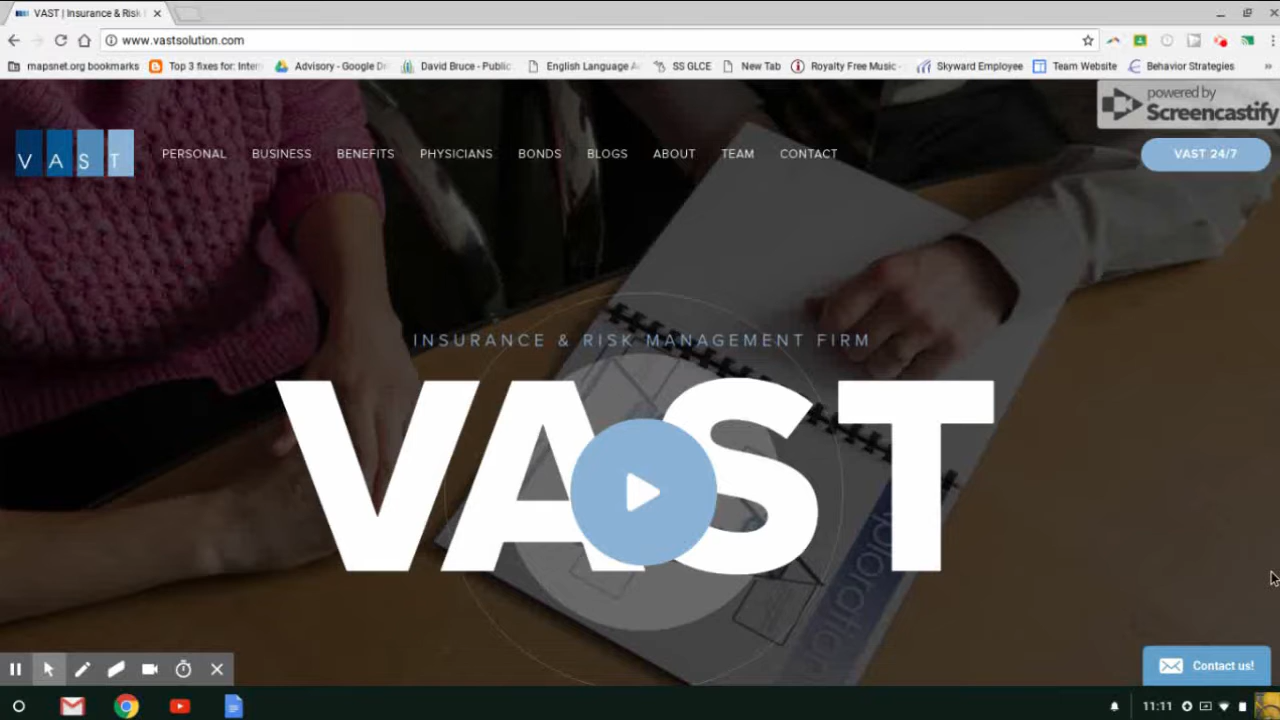 VAST | Insurance & Risk
www.vastsolution.com
mapsnet.org bookmarks
Top 3 fixes for: Intern
Advisory - Google Dr
David Bruce - Public
English Language A
SS GLCE
New Tab
Royalty Free Music
Skyward Employee
Team Website
Behavior Strategies
»
powered by
Screencastify
VAST
PERSONAL
BUSINESS
BENEFITS
PHYSICIANS
BONDS
BLOGS
ABOUT
TEAM
CONTACT
VAST 24/7
INSURANCE & RISK MANAGEMENT FIRM
VAST
ploration
Contact us!
11:11